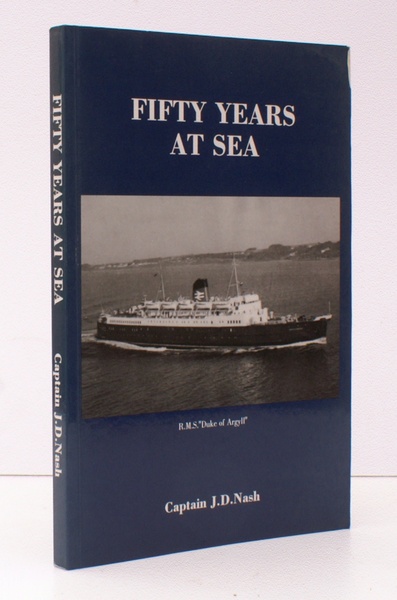 FIFTY YEARS AT SEA
Captain J.D.Nash
FIFTY YEARS
AT SEA
R.M.S."Duke of Argyll"
Captain J.D.Nash